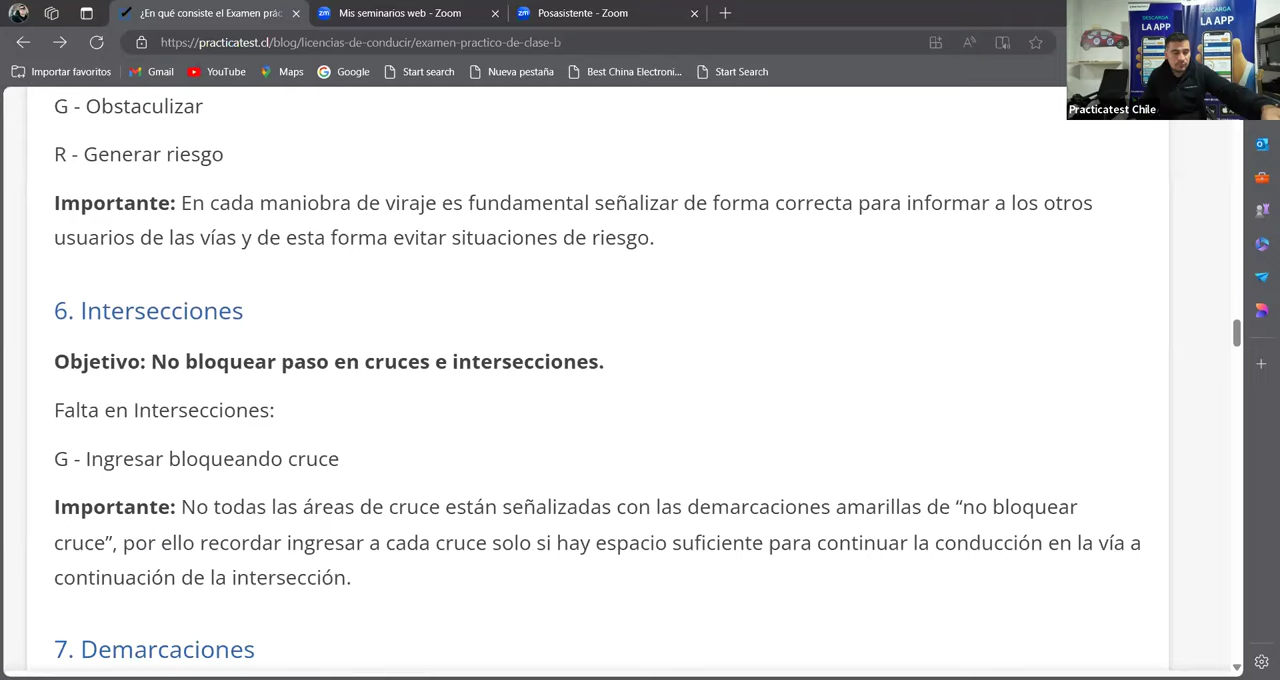 ¿En qué consiste el Examen prác
Mis seminarios web - Zoom
Posasistente - Zoom
https://practicatest.cl/blog/licencias-de-conducir/examen-practico-de-clase-b
Importar favoritos
Gmail
YouTube
Maps
Google
Start search
Nueva pestaña
Best China Electroni...
Start Search
DESCARGA
LA APP
DESCARGA
LA APP
Practicatest Chile
G - Obstaculizar
R - Generar riesgo
Importante: En cada maniobra de viraje es fundamental señalizar de forma correcta para informar a los otros
usuarios de las vías y de esta forma evitar situaciones de riesgo.
6. Intersecciones
Objetivo: No bloquear paso en cruces e intersecciones.
Falta en Intersecciones:
G - Ingresar bloqueando cruce
Importante: No todas las áreas de cruce están señalizadas con las demarcaciones amarillas de “no bloquear
cruce”, por ello recordar ingresar a cada cruce solo si hay espacio suficiente para continuar la conducción en la vía a
continuación de la intersección.
7. Demarcaciones